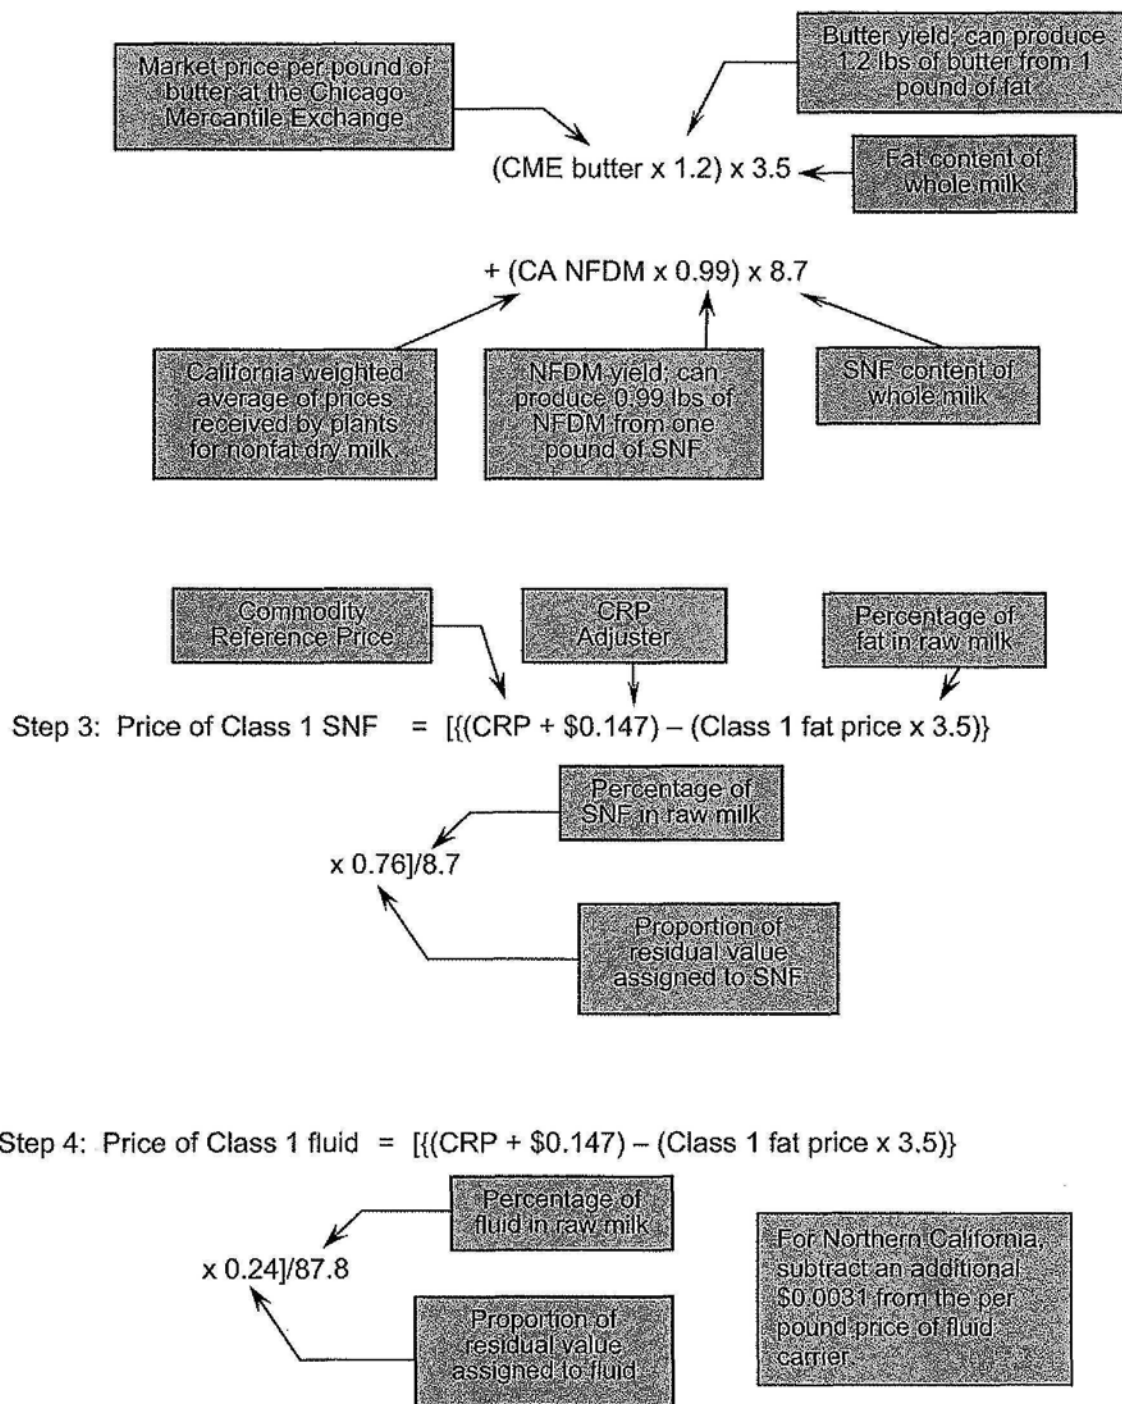 Market price per pound of
butter at the Chicago
Mercantile Exchange
Butter yield; can produce
1.2 lbs of butter from 1
pound of fat
(CME butter x 1.2) x 3.5
Fat content of
whole milk
+ (CA NFDM x 0.99) x 8.7
California weighted
average of prices
received by plants
for nonfat dry milk.
NFDM yield; can
produce 0.99 lbs of
NFDM from one
pound of SNF
SNF content of
whole milk
Commodity
Reference Price
CRP
Adjuster
Percentage of
fat in raw milk
Step 3: Price of Class 1 SNF = [{(CRP + $0.147) – (Class 1 fat price x 3.5)}
Percentage of
SNF in raw milk
x 0.76]/8.7
Proportion of
residual value
assigned to SNF
Step 4: Price of Class 1 fluid = [{(CRP + $0.147) – (Class 1 fat price x 3.5)}
Percentage of
fluid in raw milk
x 0.24]/87.8
Proportion of
residual value
assigned to fluid
For Northern California,
subtract an additional
$0.0031 from the per
pound price of fluid
carrier.